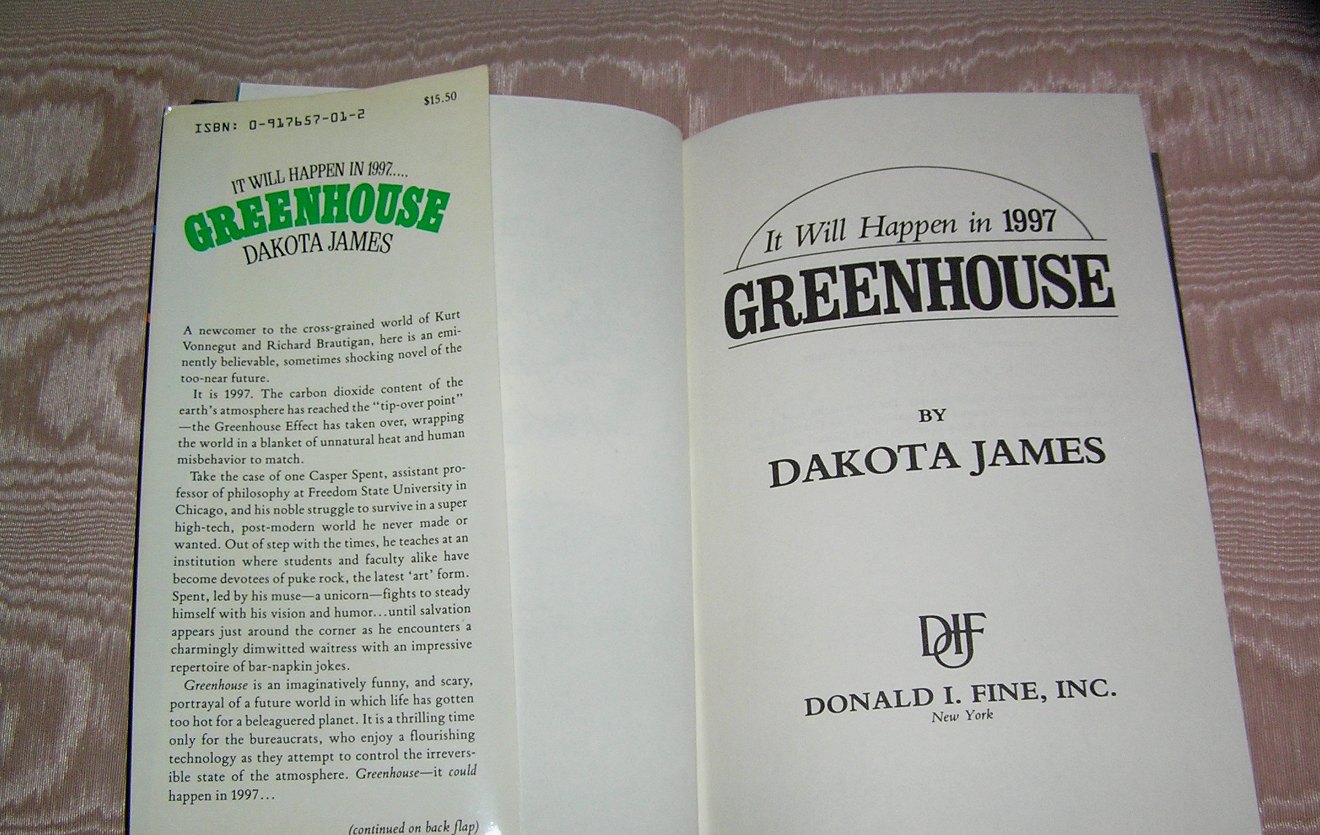 $15.50
ISBN: 0-917657-01-2
IT WILL HAPPEN IN 1997.....
GREENHOUSE
DAKOTA JAMES
A newcomer to the cross-grained world of Kurt
Vonnegut and Richard Brautigan, here is an emi-
nently believable, sometimes shocking novel of the
too-near future.
It is 1997. The carbon dioxide content of the
earth's atmosphere has reached the “tip-over point”
—the Greenhouse Effect has taken over, wrapping
the world in a blanket of unnatural heat and human
misbehavior to match.
Take the case of one Casper Spent, assistant pro-
fessor of philosophy at Freedom State University in
Chicago, and his noble struggle to survive in a super
high-tech, post-modern world he never made or
wanted. Out of step with the times, he teaches at an
institution where students and faculty alike have
become devotees of puke rock, the latest ‘art’ form.
Spent, led by his muse—a unicorn—fights to steady
himself with his vision and humor...until salvation
appears just around the corner as he encounters a
charmingly dimwitted waitress with an impressive
repertoire of bar-napkin jokes.
Greenhouse is an imaginatively funny, and scary,
portrayal of a future world in which life has gotten
too hot for a beleaguered planet. It is a thrilling time
only for the bureaucrats, who enjoy a flourishing
technology as they attempt to control the irrevers-
ible state of the atmosphere. Greenhouse—it could
happen in 1997...
(continued on back flap)
It Will Happen in 1997
GREENHOUSE
BY
DAKOTA JAMES
DIF
DONALD I. FINE, INC.
New York